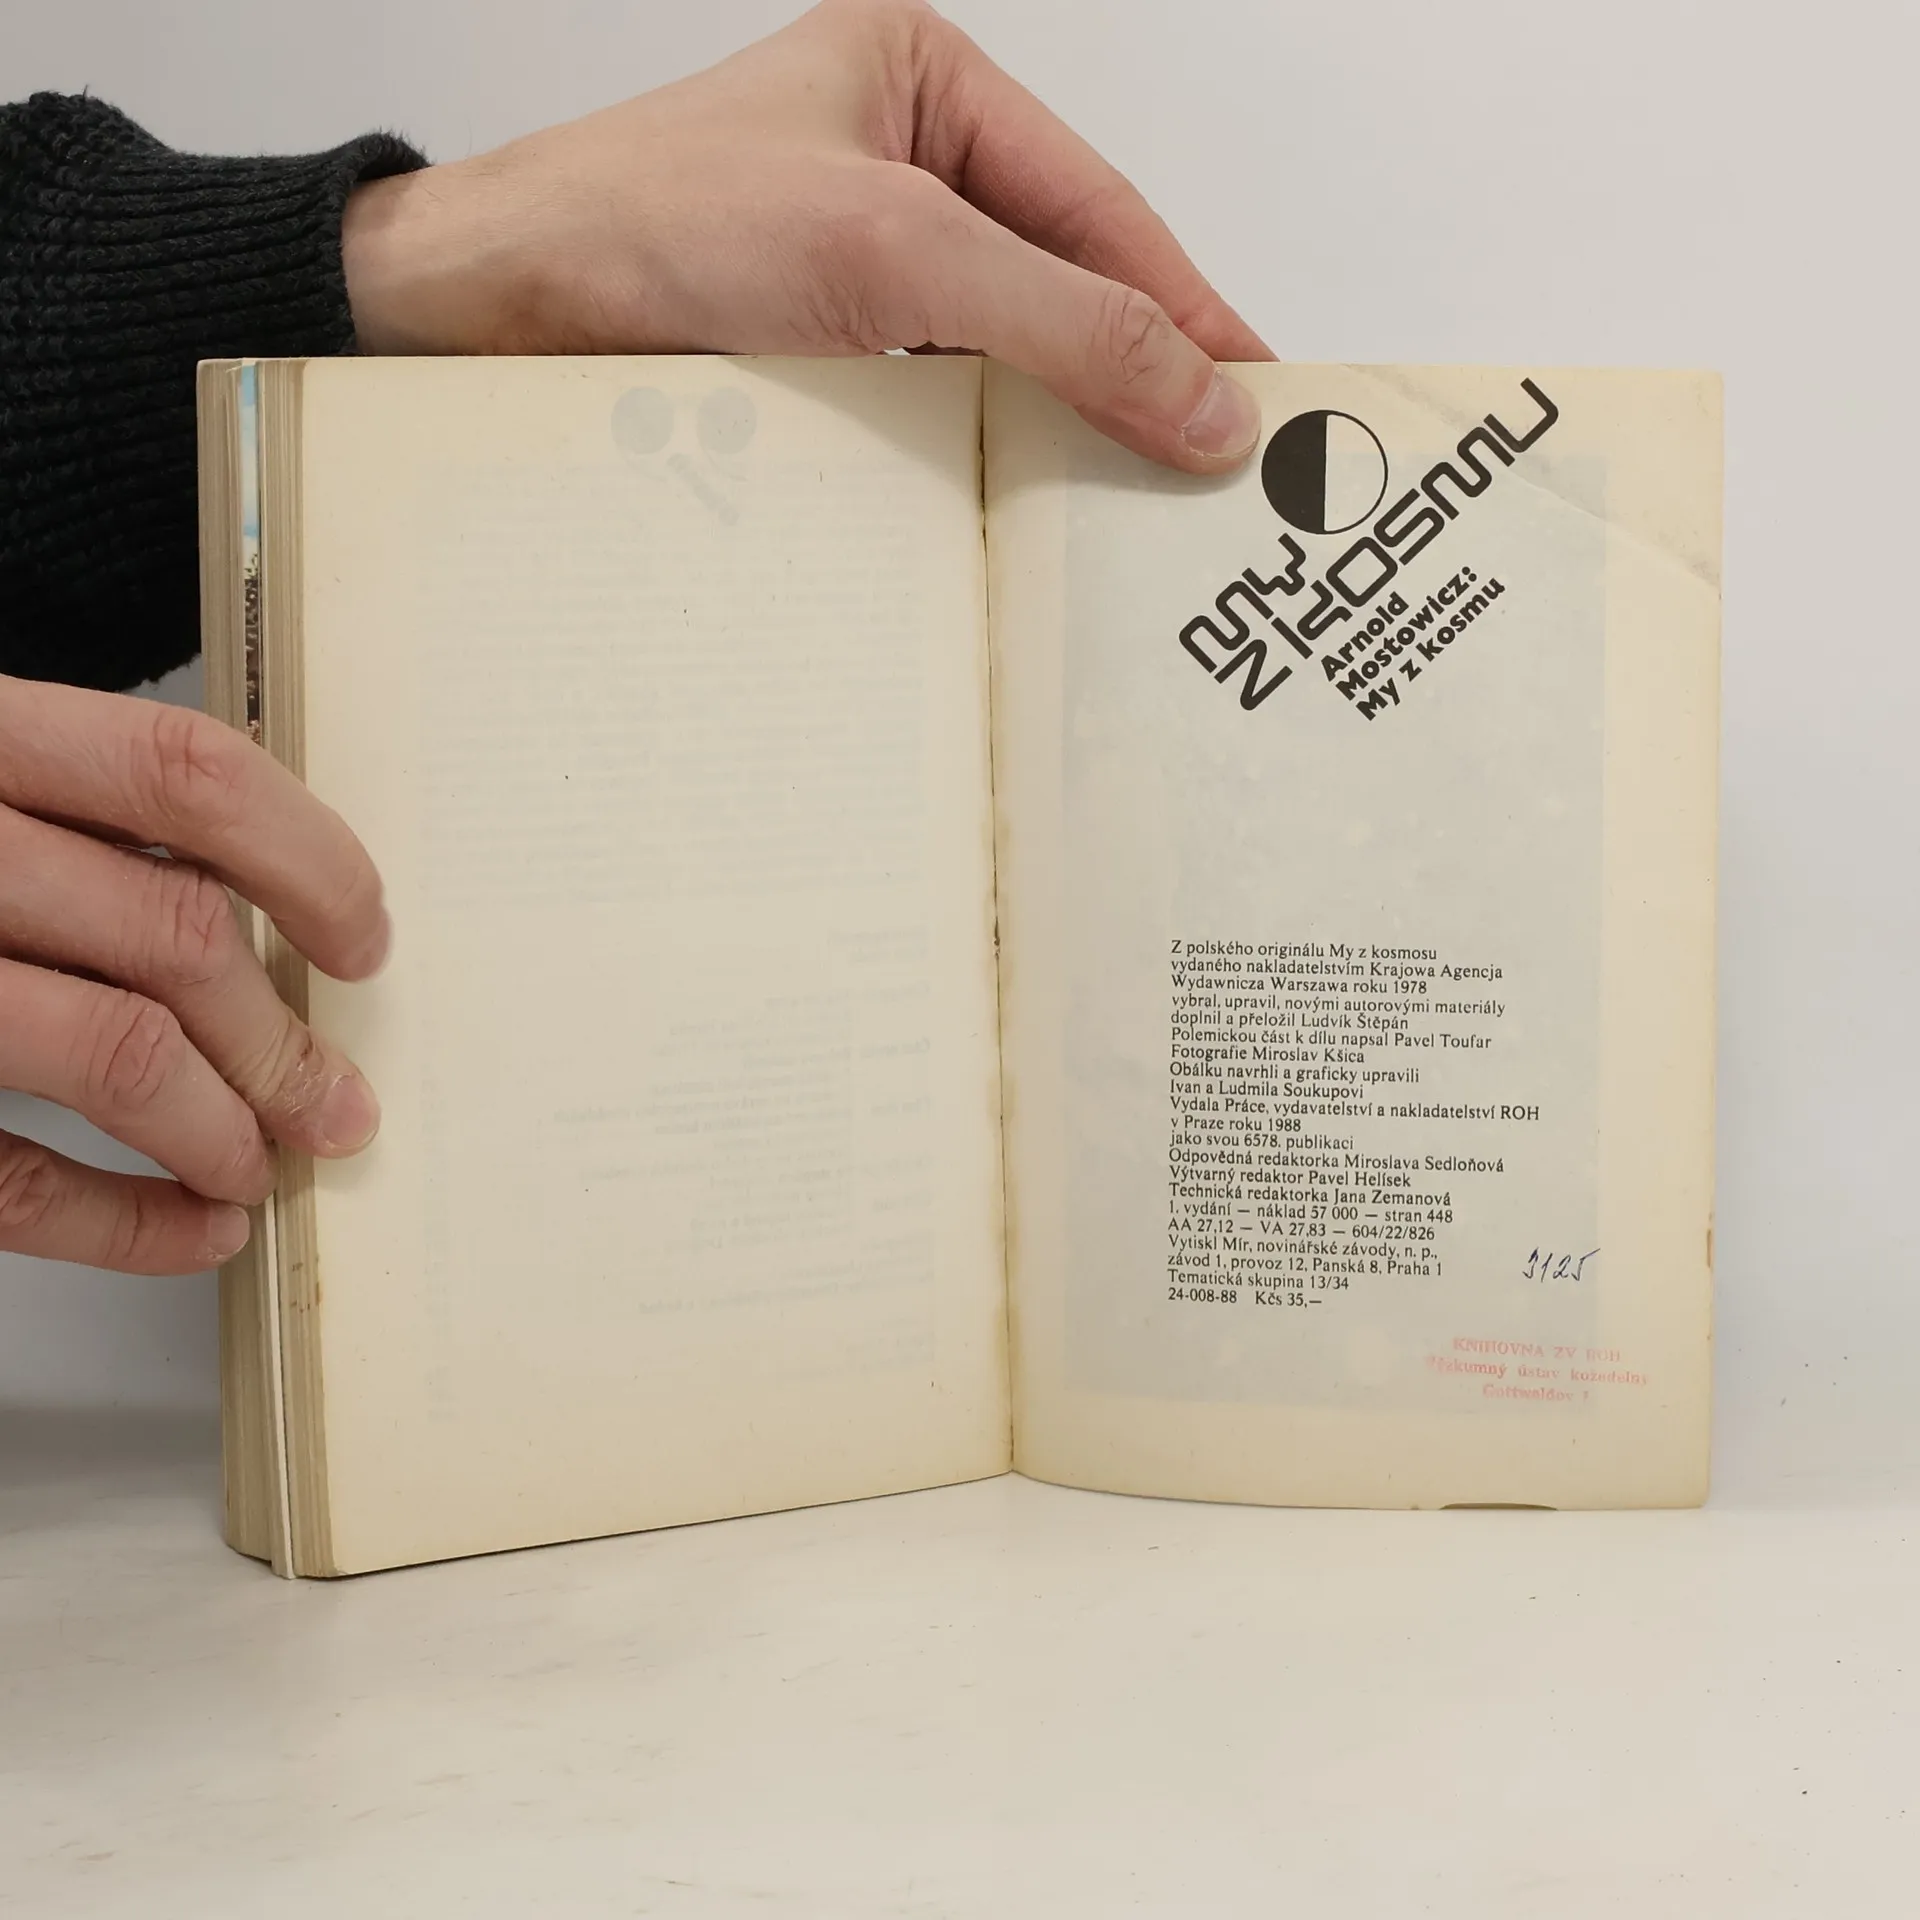 MY
Z KOSMU
Arnold
Mostowicz:
My z kosmu
Z polského originálu My z kosmosu
vydaného nakladatelstvím Krajowa Agencja
Wydawnicza Warszawa roku 1978
vybral, upravil, novými autorovými materiály
doplnil a přeložil Ludvík Štěpán
Polemickou část k dílu napsal Pavel Toufar
Fotografie Miroslav Kšica
Obálku navrhli a graficky upravili
Ivan a Ludmila Soukupovi
Vydala Práce, vydavatelství a nakladatelství ROH
v Praze roku 1988
jako svou 6578. publikaci
Odpovědná redaktorka Miroslava Sedloňová
Výtvarný redaktor Pavel Helísek
Technická redaktorka Jana Zemanová
1. vydání — náklad 57 000 — stran 448
AA 27,12 — VA 27,83 — 604/22/826
Vytiskl Mír, novinářské závody, n. p.,
závod 1, provoz 12, Panská 8, Praha 1
Tematická skupina 13/34
24-008-88 Kčs 35,—
3125
KNIHOVNA ZV ROH
Výzkumný ústav kožedelný
Gottwaldov 1